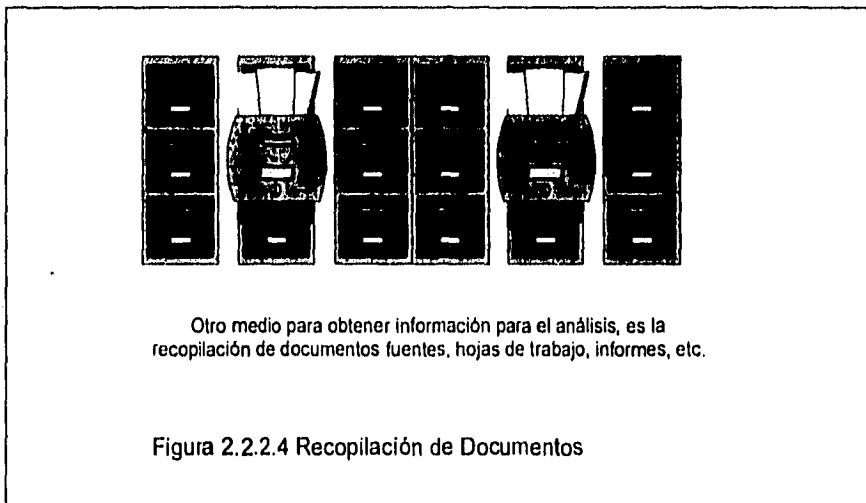 Otro medio para obtener información para el análisis, es la
recopilación de documentos fuentes, hojas de trabajo, informes, etc.
Figura 2.2.2.4 Recopilación de Documentos